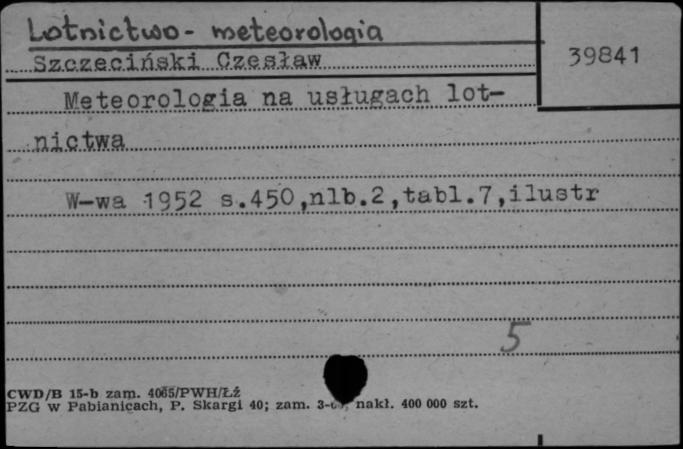 Lotnictwo - meteorologia
39841
Szczeciński Czesław
Meteorologia na usługach lot-
nictwa
W-wa 1952 s.450,nlb.2,tabl.7,ilustr
5
CWD/B 15-b zam. 4065/PWH/Łź
PZG w Pabianicach, P. Skargi 40; zam. nakł. 400 000 szt.